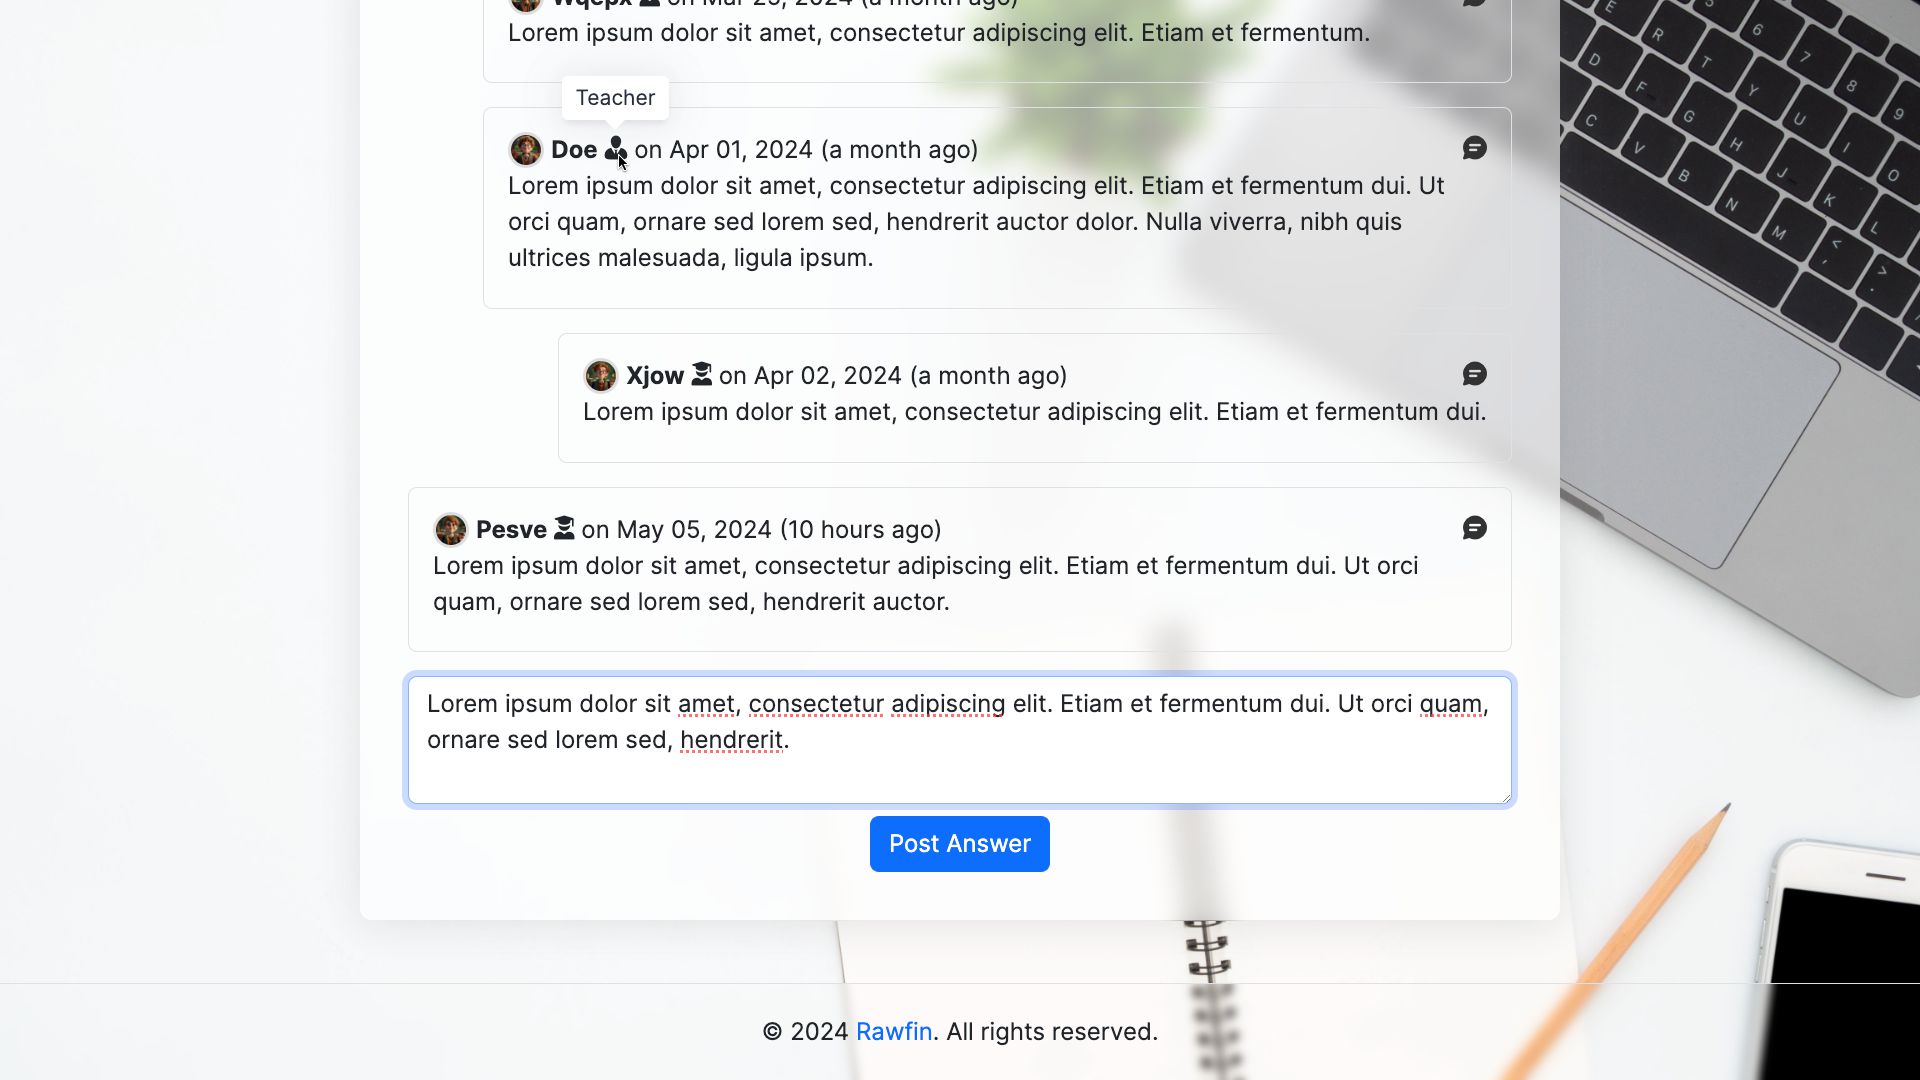 Wqcpx on Mar 25, 2024 (a month ago)
Lorem ipsum dolor sit amet, consectetur adipiscing elit. Etiam et fermentum.
Teacher
Doe on Apr 01, 2024 (a month ago)
Lorem ipsum dolor sit amet, consectetur adipiscing elit. Etiam et fermentum dui. Ut
orci quam, ornare sed lorem sed, hendrerit auctor dolor. Nulla viverra, nibh quis
ultrices malesuada, ligula ipsum.
Xjow on Apr 02, 2024 (a month ago)
Lorem ipsum dolor sit amet, consectetur adipiscing elit. Etiam et fermentum dui.
Pesve on May 05, 2024 (10 hours ago)
Lorem ipsum dolor sit amet, consectetur adipiscing elit. Etiam et fermentum dui. Ut orci
quam, ornare sed lorem sed, hendrerit auctor.
Lorem ipsum dolor sit amet, consectetur adipiscing elit. Etiam et fermentum dui. Ut orci quam,
ornare sed lorem sed, hendrerit.
Post Answer
© 2024 Rawfin. All rights reserved.